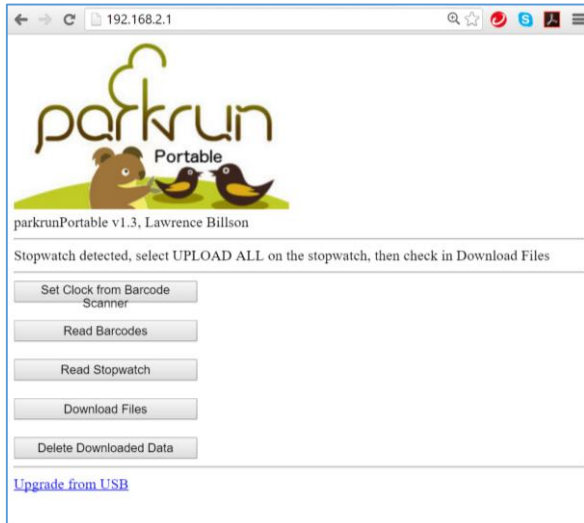 192.168.2.1
parkrun
Portable
parkrunPortable v1.3, Lawrence Billson
Stopwatch detected, select UPLOAD ALL on the stopwatch, then check in Download Files
Set Clock from Barcode
Scanner
Read Barcodes
Read Stopwatch
Download Files
Delete Downloaded Data
Upgrade from USB